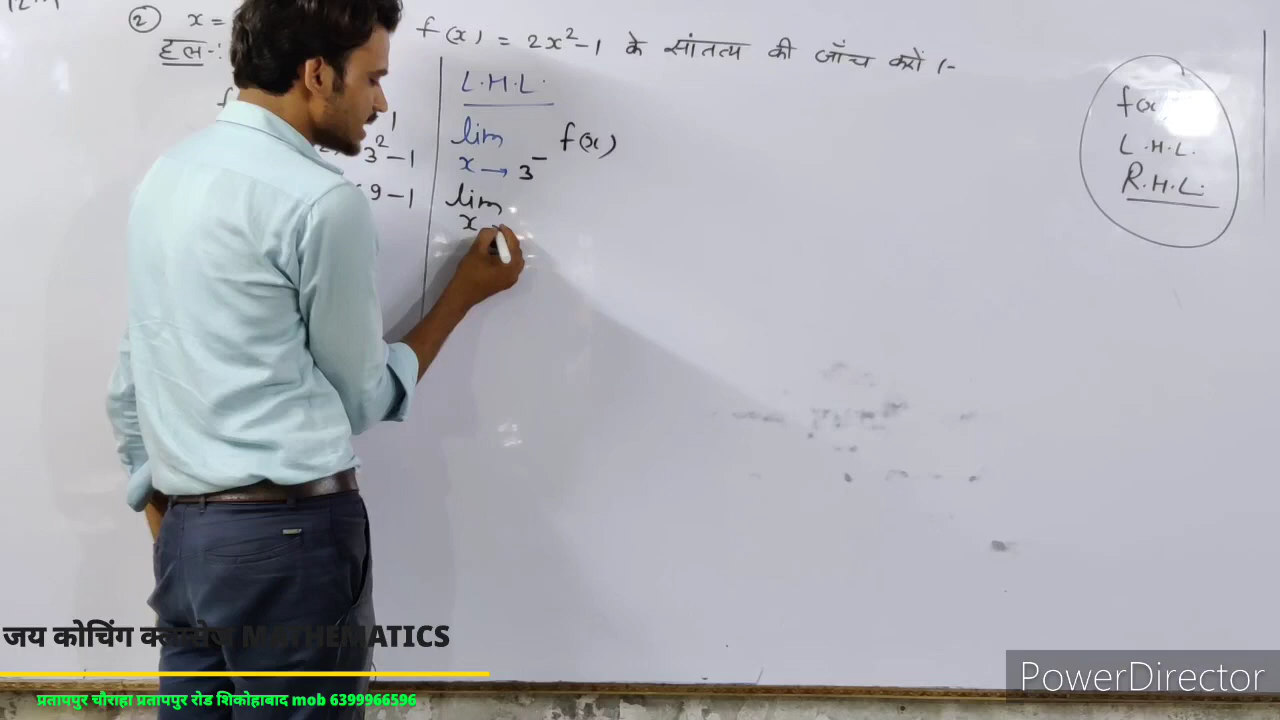 ② x = f(x) = 2x²-1 के सांतत्य की जाँच करो ।-
हल-:
1
3²-1
9-1
L.H.L.
lim f(x)
x → 3⁻
lim
x
f(x
L.H.L.
R.H.L.
जय कोचिंग क्लासेज MATHEMATICS
प्रतापपुर चौराहा प्रतापपुर रोड शिकोहाबाद mob 6399966596
PowerDirector